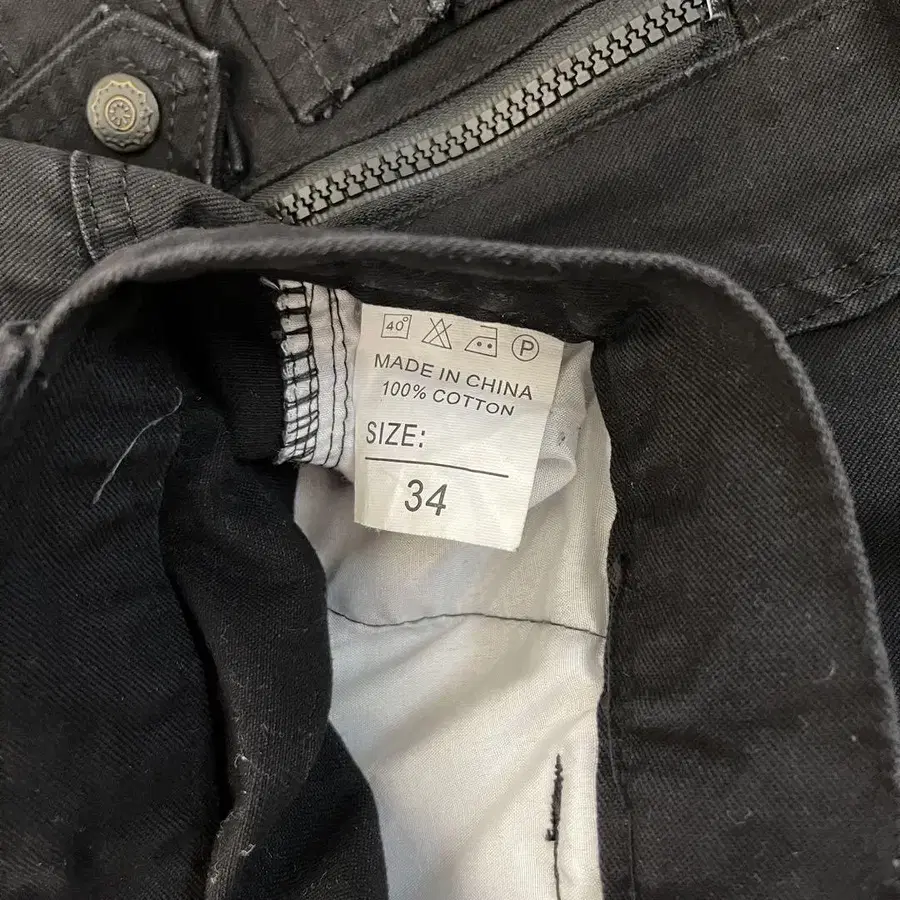 40° P
MADE IN CHINA
100% COTTON
SIZE:
34